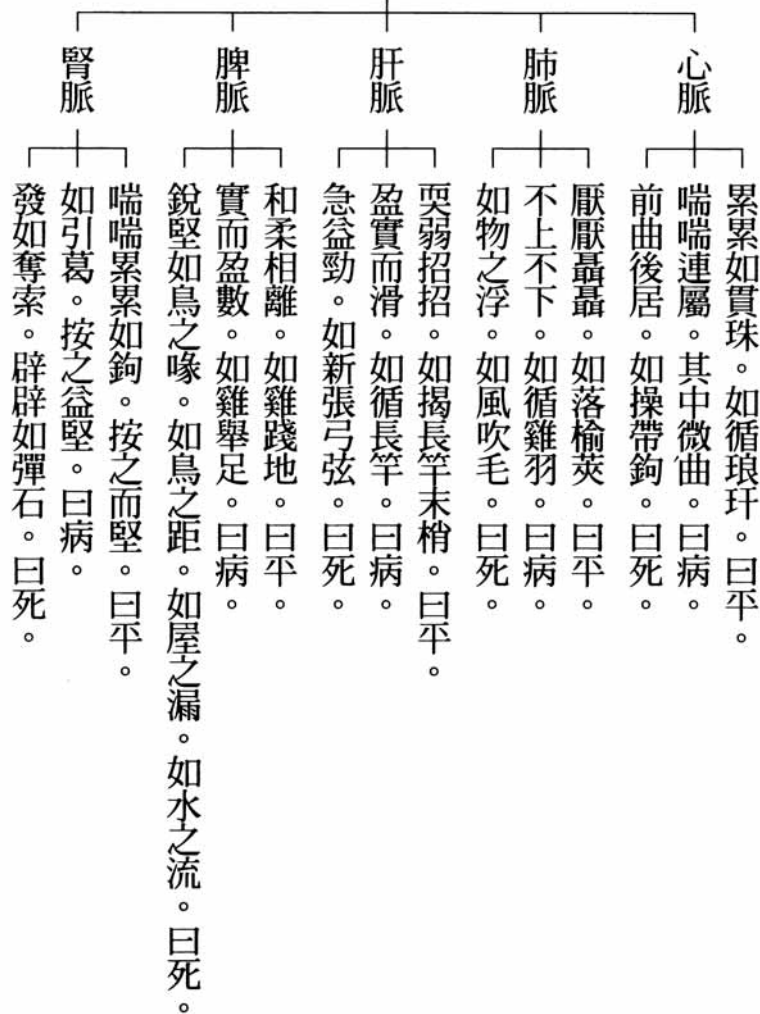 心脈
累累如貫珠。如循琅玕。曰平。
喘喘連屬。其中微曲。曰病。
前曲後居。如操帶鉤。曰死。
肺脈
厭厭聶聶。如落榆莢。曰平。
不上不下。如循雞羽。曰病。
如物之浮。如風吹毛。曰死。
肝脈
耎弱招招。如揭長竿末梢。曰平。
盈實而滑。如循長竿。曰病。
急益勁。如新張弓弦。曰死。
脾脈
和柔相離。如雞踐地。曰平。
實而盈數。如雞舉足。曰病。
銳堅如鳥之喙。如鳥之距。如屋之漏。如水之流。曰死。
腎脈
喘喘累累如鉤。按之而堅。曰平。
如引葛。按之益堅。曰病。
發如奪索。辟辟如彈石。曰死。